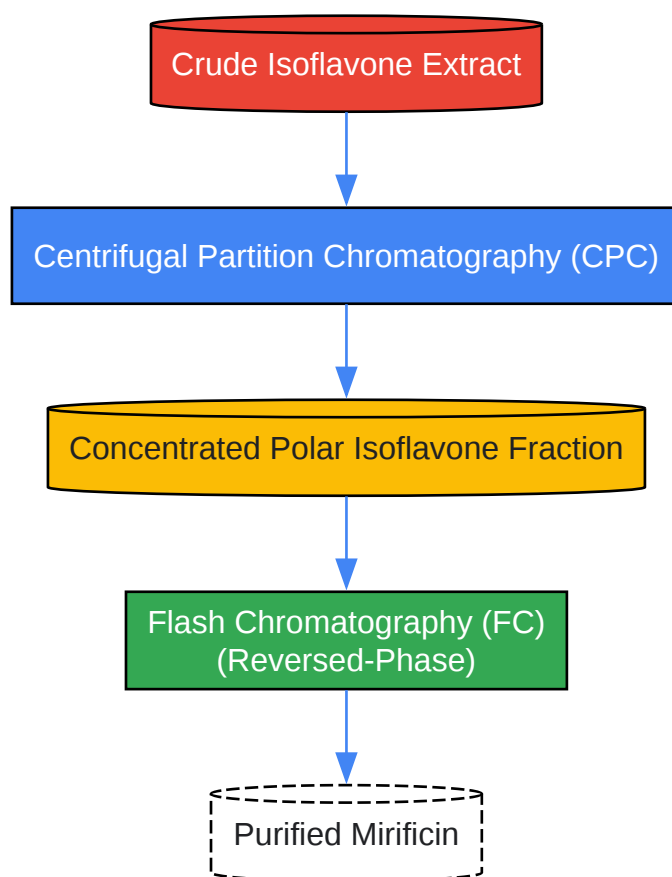 Crude Isoflavone Extract
Centrifugal Partition Chromatography (CPC)
Concentrated Polar Isoflavone Fraction
Flash Chromatography (FC)
(Reversed-Phase)
Purified Mirificin